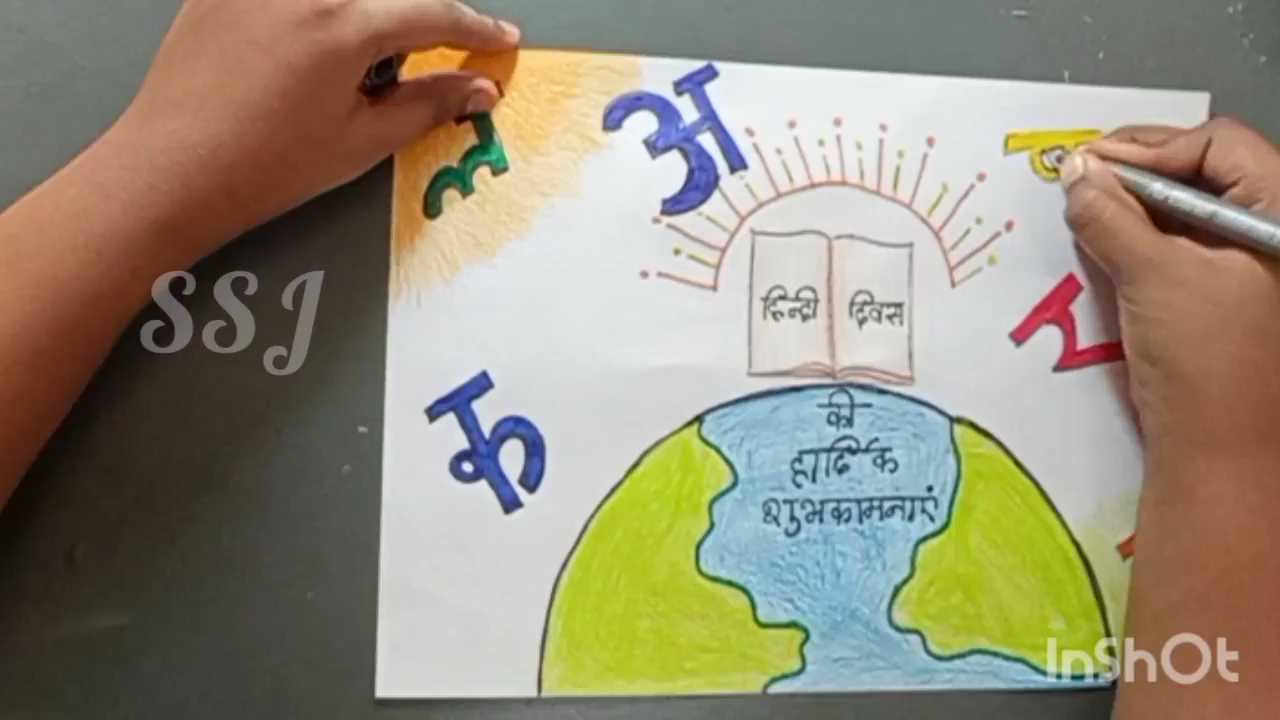 अ
हिन्दी दिवस
SSJ
क
की
हार्दिक
शुभकामनाएं
InShOt